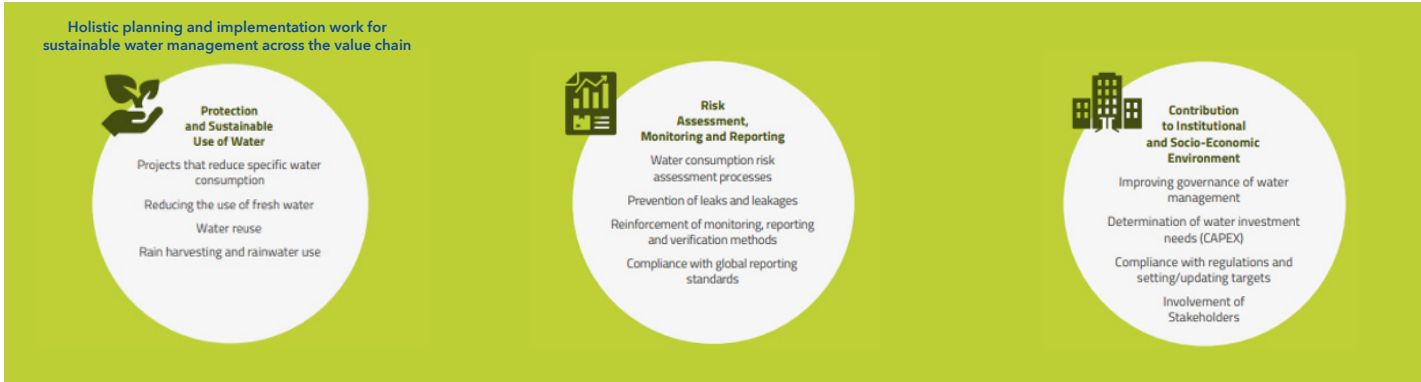 Holistic planning and implementation work for
sustainable water management across the value chain
Protection
and Sustainable
Use of Water
Projects that reduce specific water
consumption
Reducing the use of fresh water
Water reuse
Rain harvesting and rainwater use
Risk
Assessment,
Monitoring and Reporting
Water consumption risk
assessment processes
Prevention of leaks and leakages
Reinforcement of monitoring, reporting
and verification methods
Compliance with global reporting
standards
Contribution
to Institutional
and Socio-Economic
Environment
Improving governance of water
management
Determination of water investment
needs (CAPEX)
Compliance with regulations and
setting/updating targets
Involvement of
Stakeholders